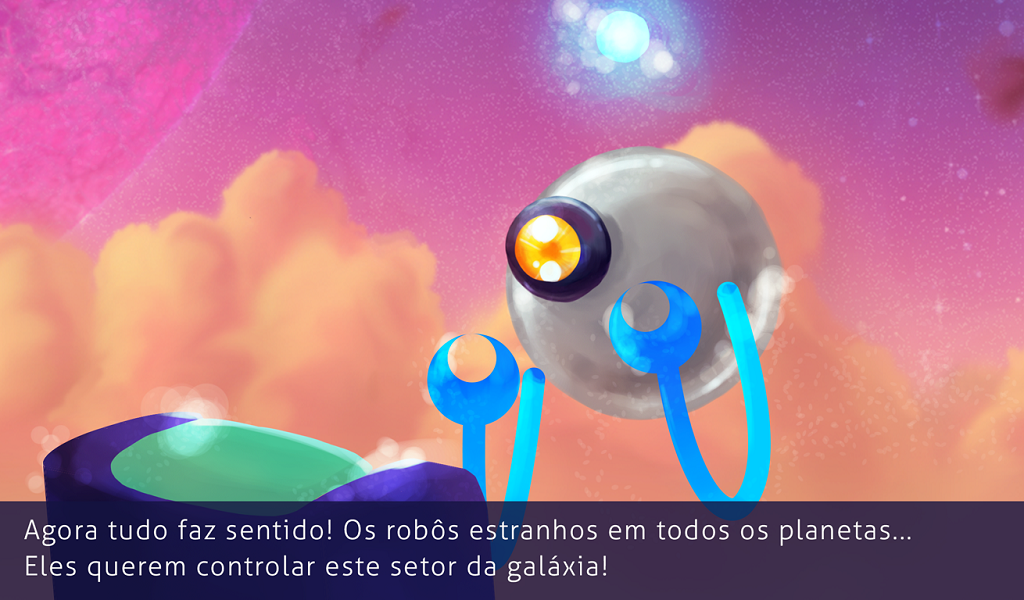 Agora tudo faz sentido! Os robôs estranhos em todos os planetas...
Eles querem controlar este setor da galáxia!